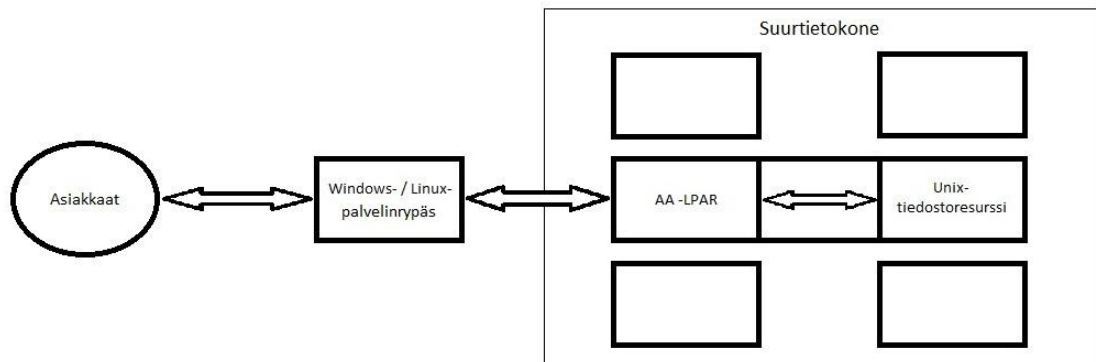 Suurtietokone
Asiakkaat
Windows- / Linux-
palvelinrypäs
AA -LPAR
Unix-
tiedostoresurssi